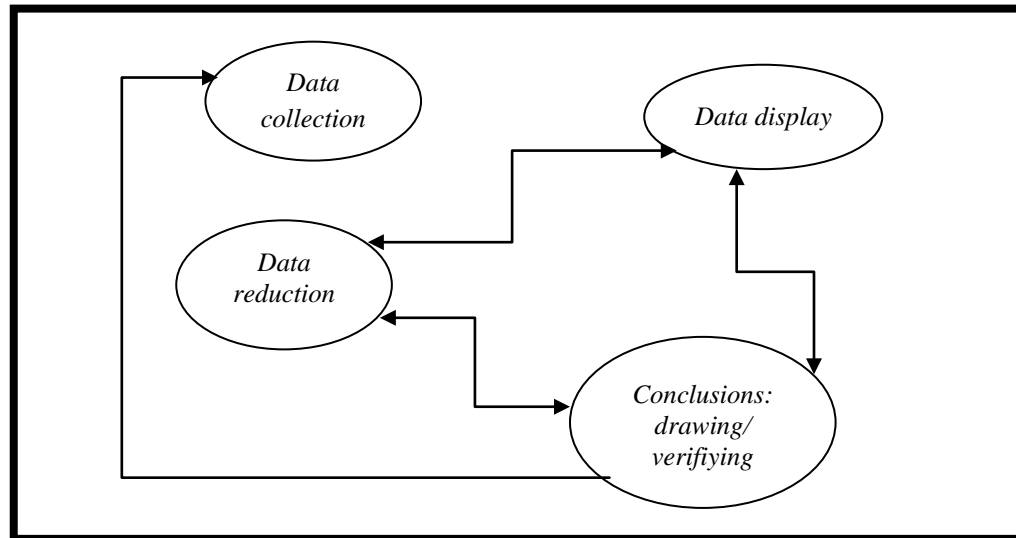 Data
collection
Data display
Data
reduction
Conclusions:
drawing/
verifiying